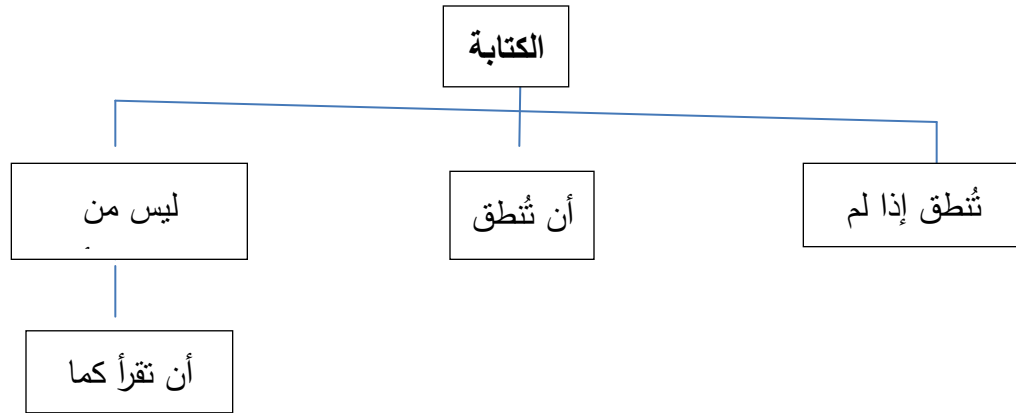 الكتابة
تُنطق إذا لم
أن تُنطق
ليس من
أن تقرأ كما